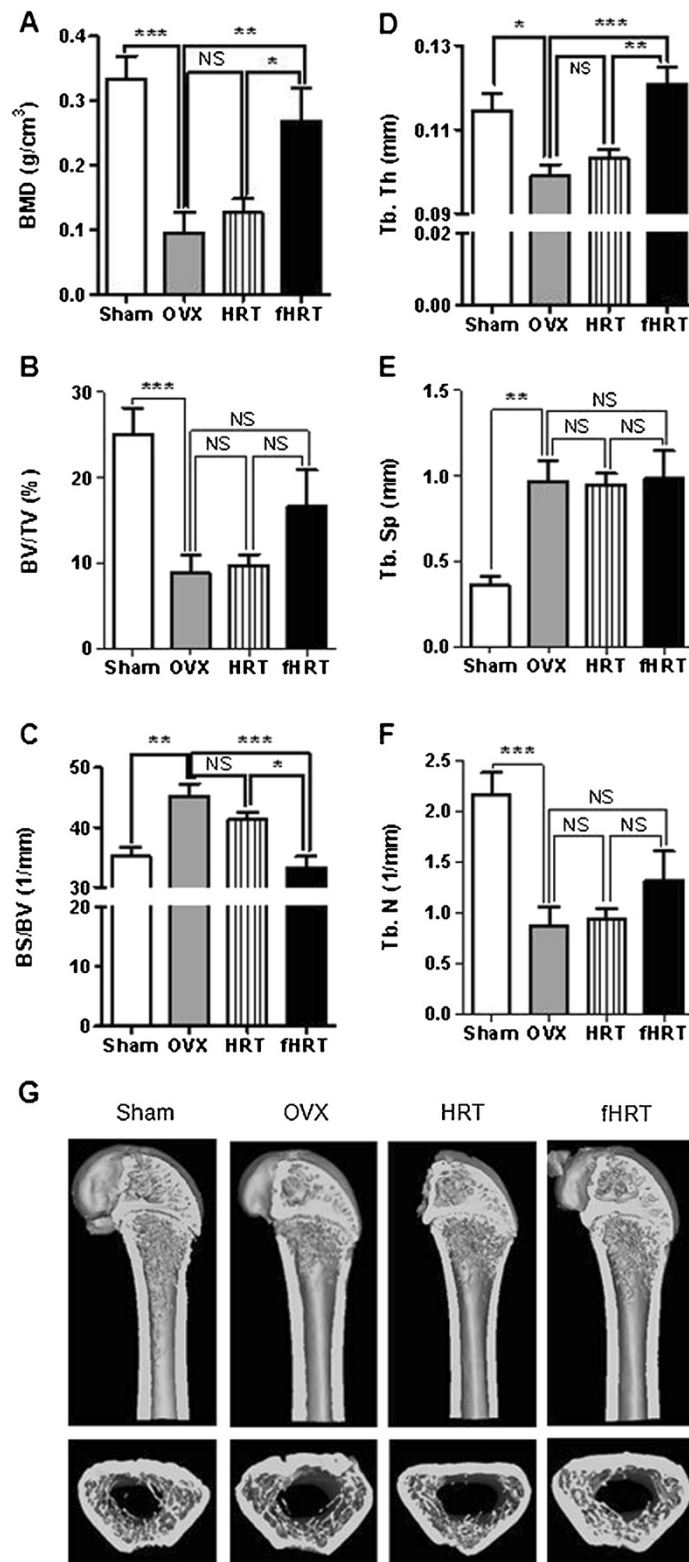 A
BMD (g/cm³)
0.4
0.3
0.2
0.1
0.0
***
**
NS
*
Sham OVX HRT fHRT
B
BV/TV (%)
30
20
10
0
***
NS
NS
NS
Sham OVX HRT fHRT
C
BS/BV (1/mm)
50
40
30
20
10
0
**
***
NS
*
Sham OVX HRT fHRT
D
Tb. Th (mm)
0.13
0.11
0.09
0.02
0.00
*
***
NS
**
Sham OVX HRT fHRT
E
Tb. Sp (mm)
1.5
1.0
0.5
0.0
**
NS
NS
NS
Sham OVX HRT fHRT
F
Tb. N (1/mm)
2.5
2.0
1.5
1.0
0.5
0.0
***
NS
NS
NS
Sham OVX HRT fHRT
G
Sham OVX HRT fHRT